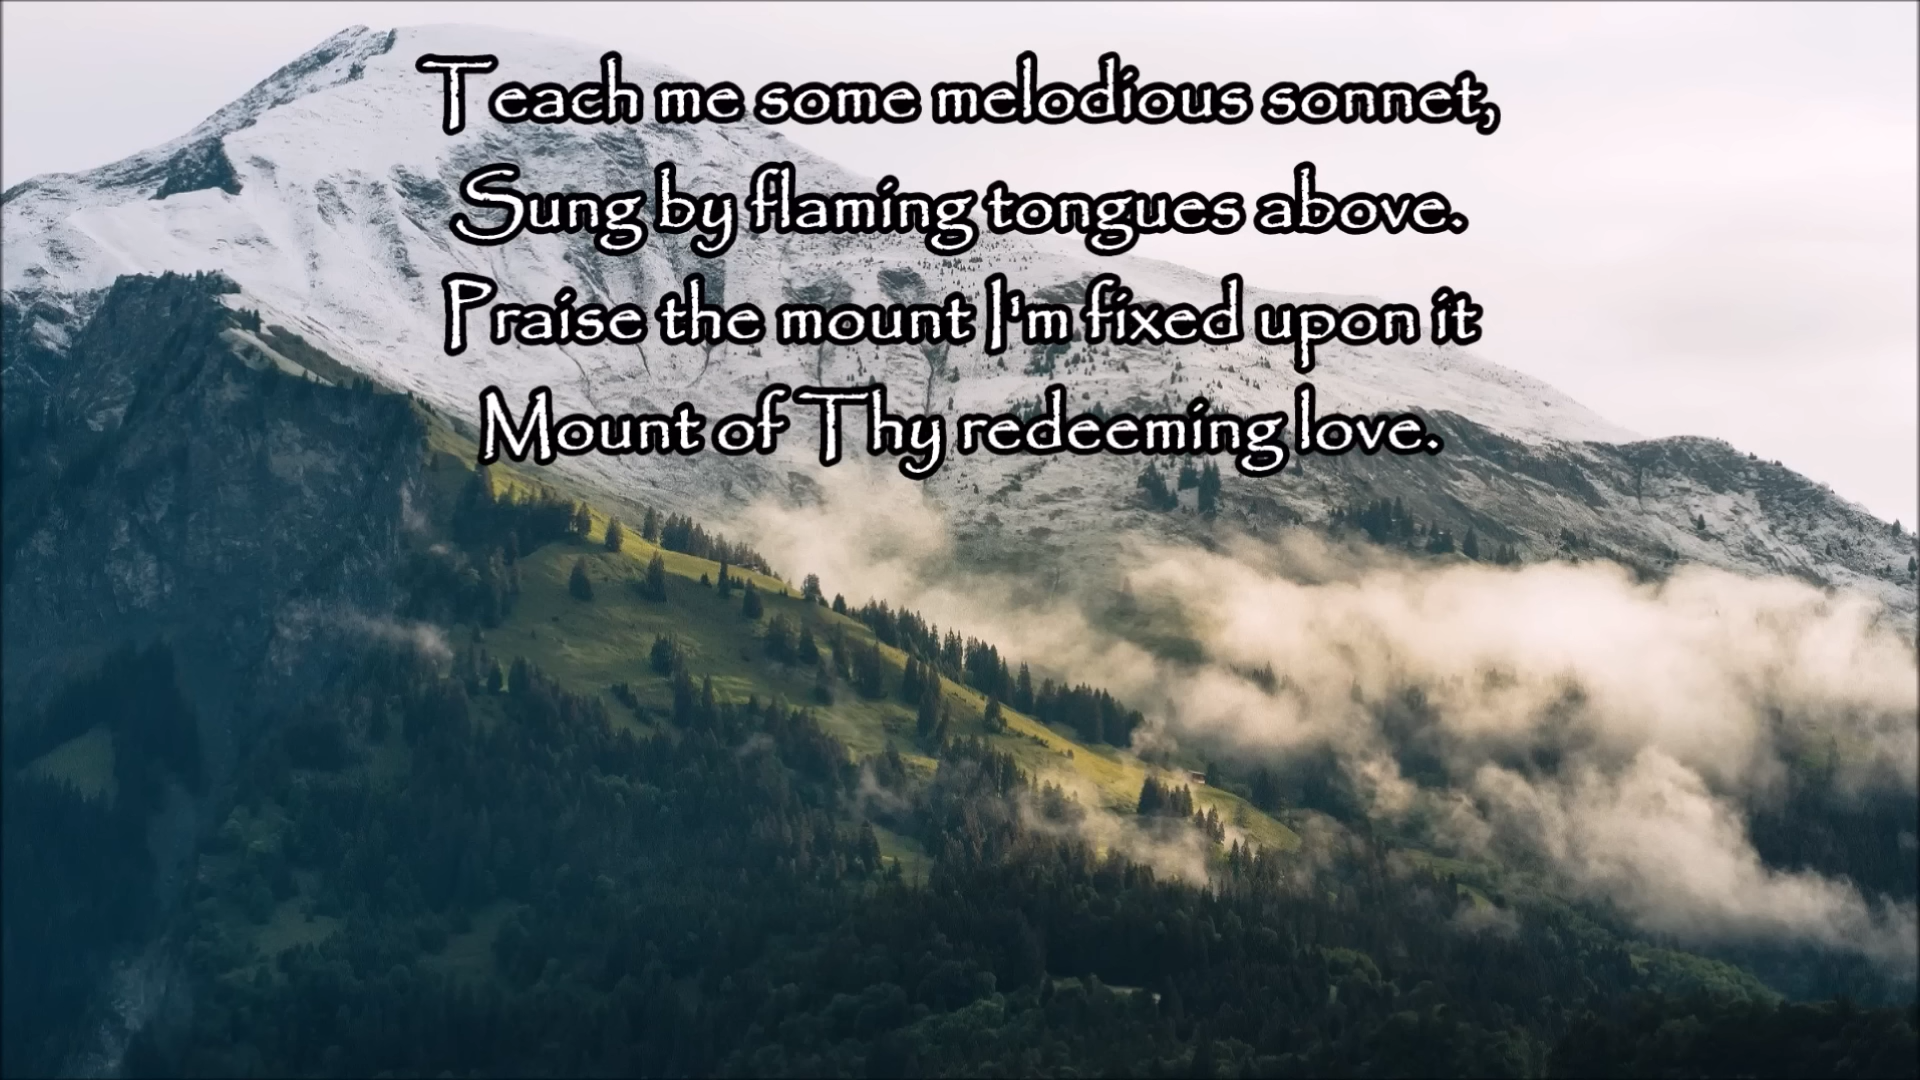 Teach me some melodious sonnet,
Sung by flaming tongues above.
Praise the mount I'm fixed upon it
Mount of Thy redeeming love.